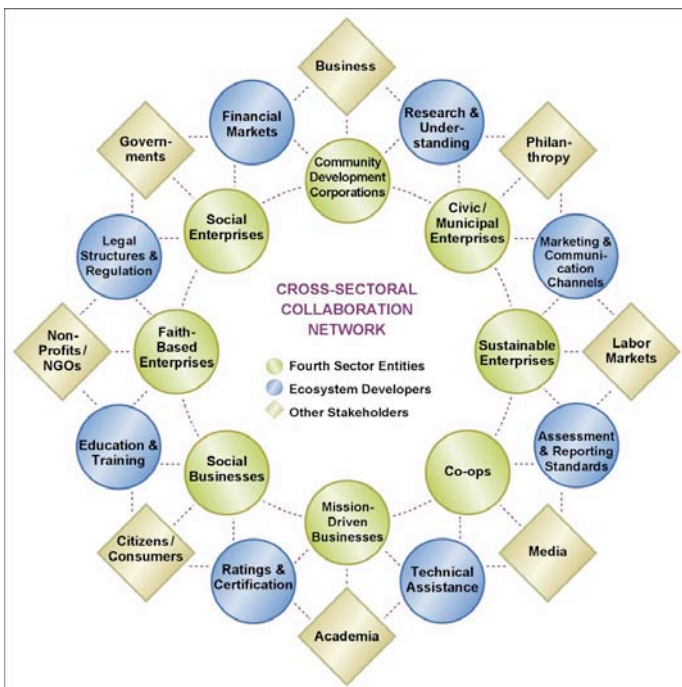 Business
Financial
Markets
Research &
Under-
standing
Govern-
ments
Philan-
thropy
Community
Development
Corporations
Social
Enterprises
Civic/
Municipal
Enterprises
Legal
Structures &
Regulation
Marketing &
Communi-
cation
Channels
CROSS-SECTORAL
COLLABORATION
NETWORK
Non-
Profits/
NGOs
Faith-
Based
Enterprises
Fourth Sector Entities
Ecosystem Developers
Other Stakeholders
Sustainable
Enterprises
Labor
Markets
Education &
Training
Social
Businesses
Co-ops
Assessment
& Reporting
Standards
Mission-
Driven
Businesses
Citizens/
Consumers
Media
Ratings &
Certification
Technical
Assistance
Academia